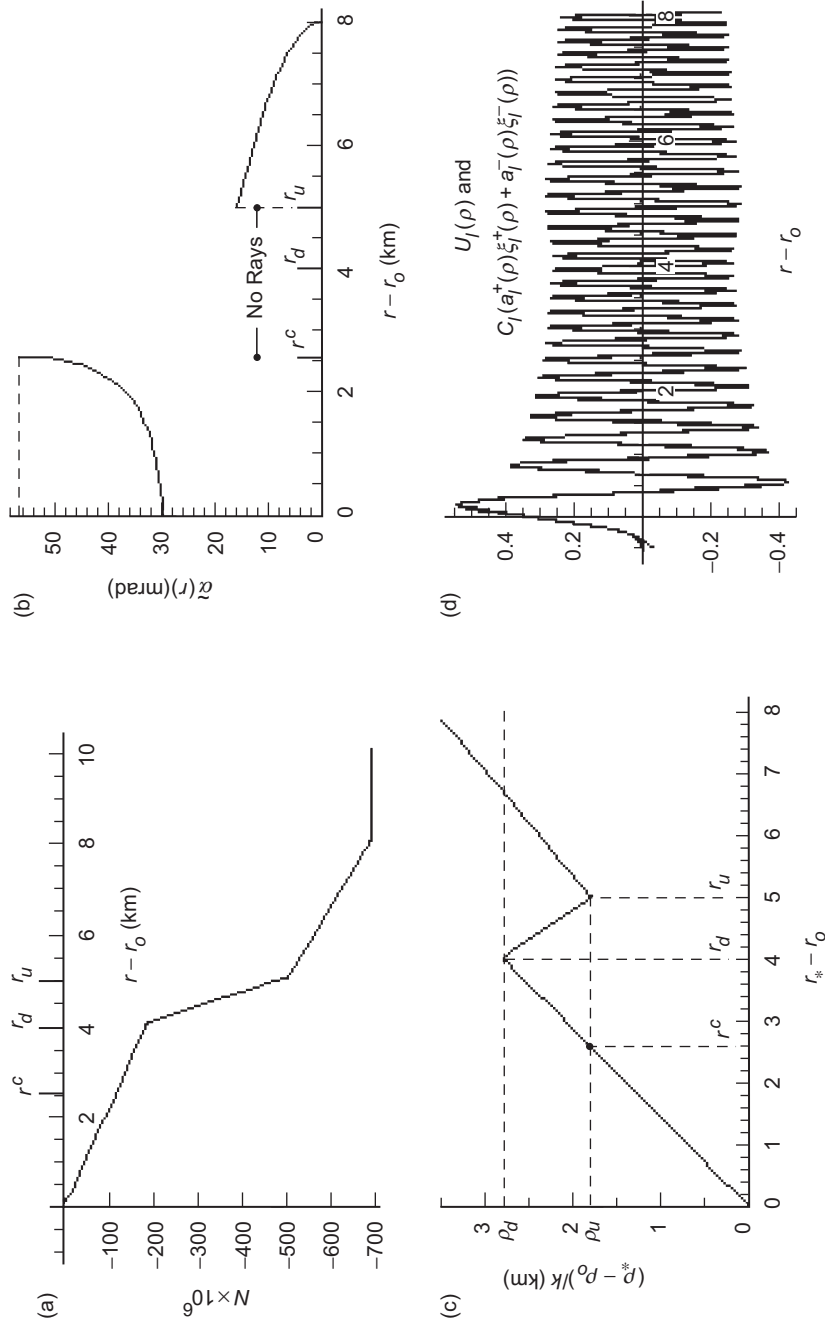 (a)
r^c r_d r_u
2 4 6 8 10
r − r_o (km)
−100
−200
−300
−400
−500
−600
−700
N×10^6
(b)
50
40
30
20
10
0
α̃(r)(mrad)
No Rays
r^c r_d r_u
0 2 4 6 8
r − r_o (km)
(c)
3
ρ_d
2
ρ_u
1
0
(ρ_* − ρ_o)/k (km)
r^c r_d r_u
0 1 2 3 4 5 6 7 8
r_* − r_o
(d)
U_l(ρ) and
C_l(a_l^+(ρ)ξ_l^+(ρ) + a_l^−(ρ)ξ_l^−(ρ))
0.4
0.2
0
−0.2
−0.4
2 4 6 8
r − r_o